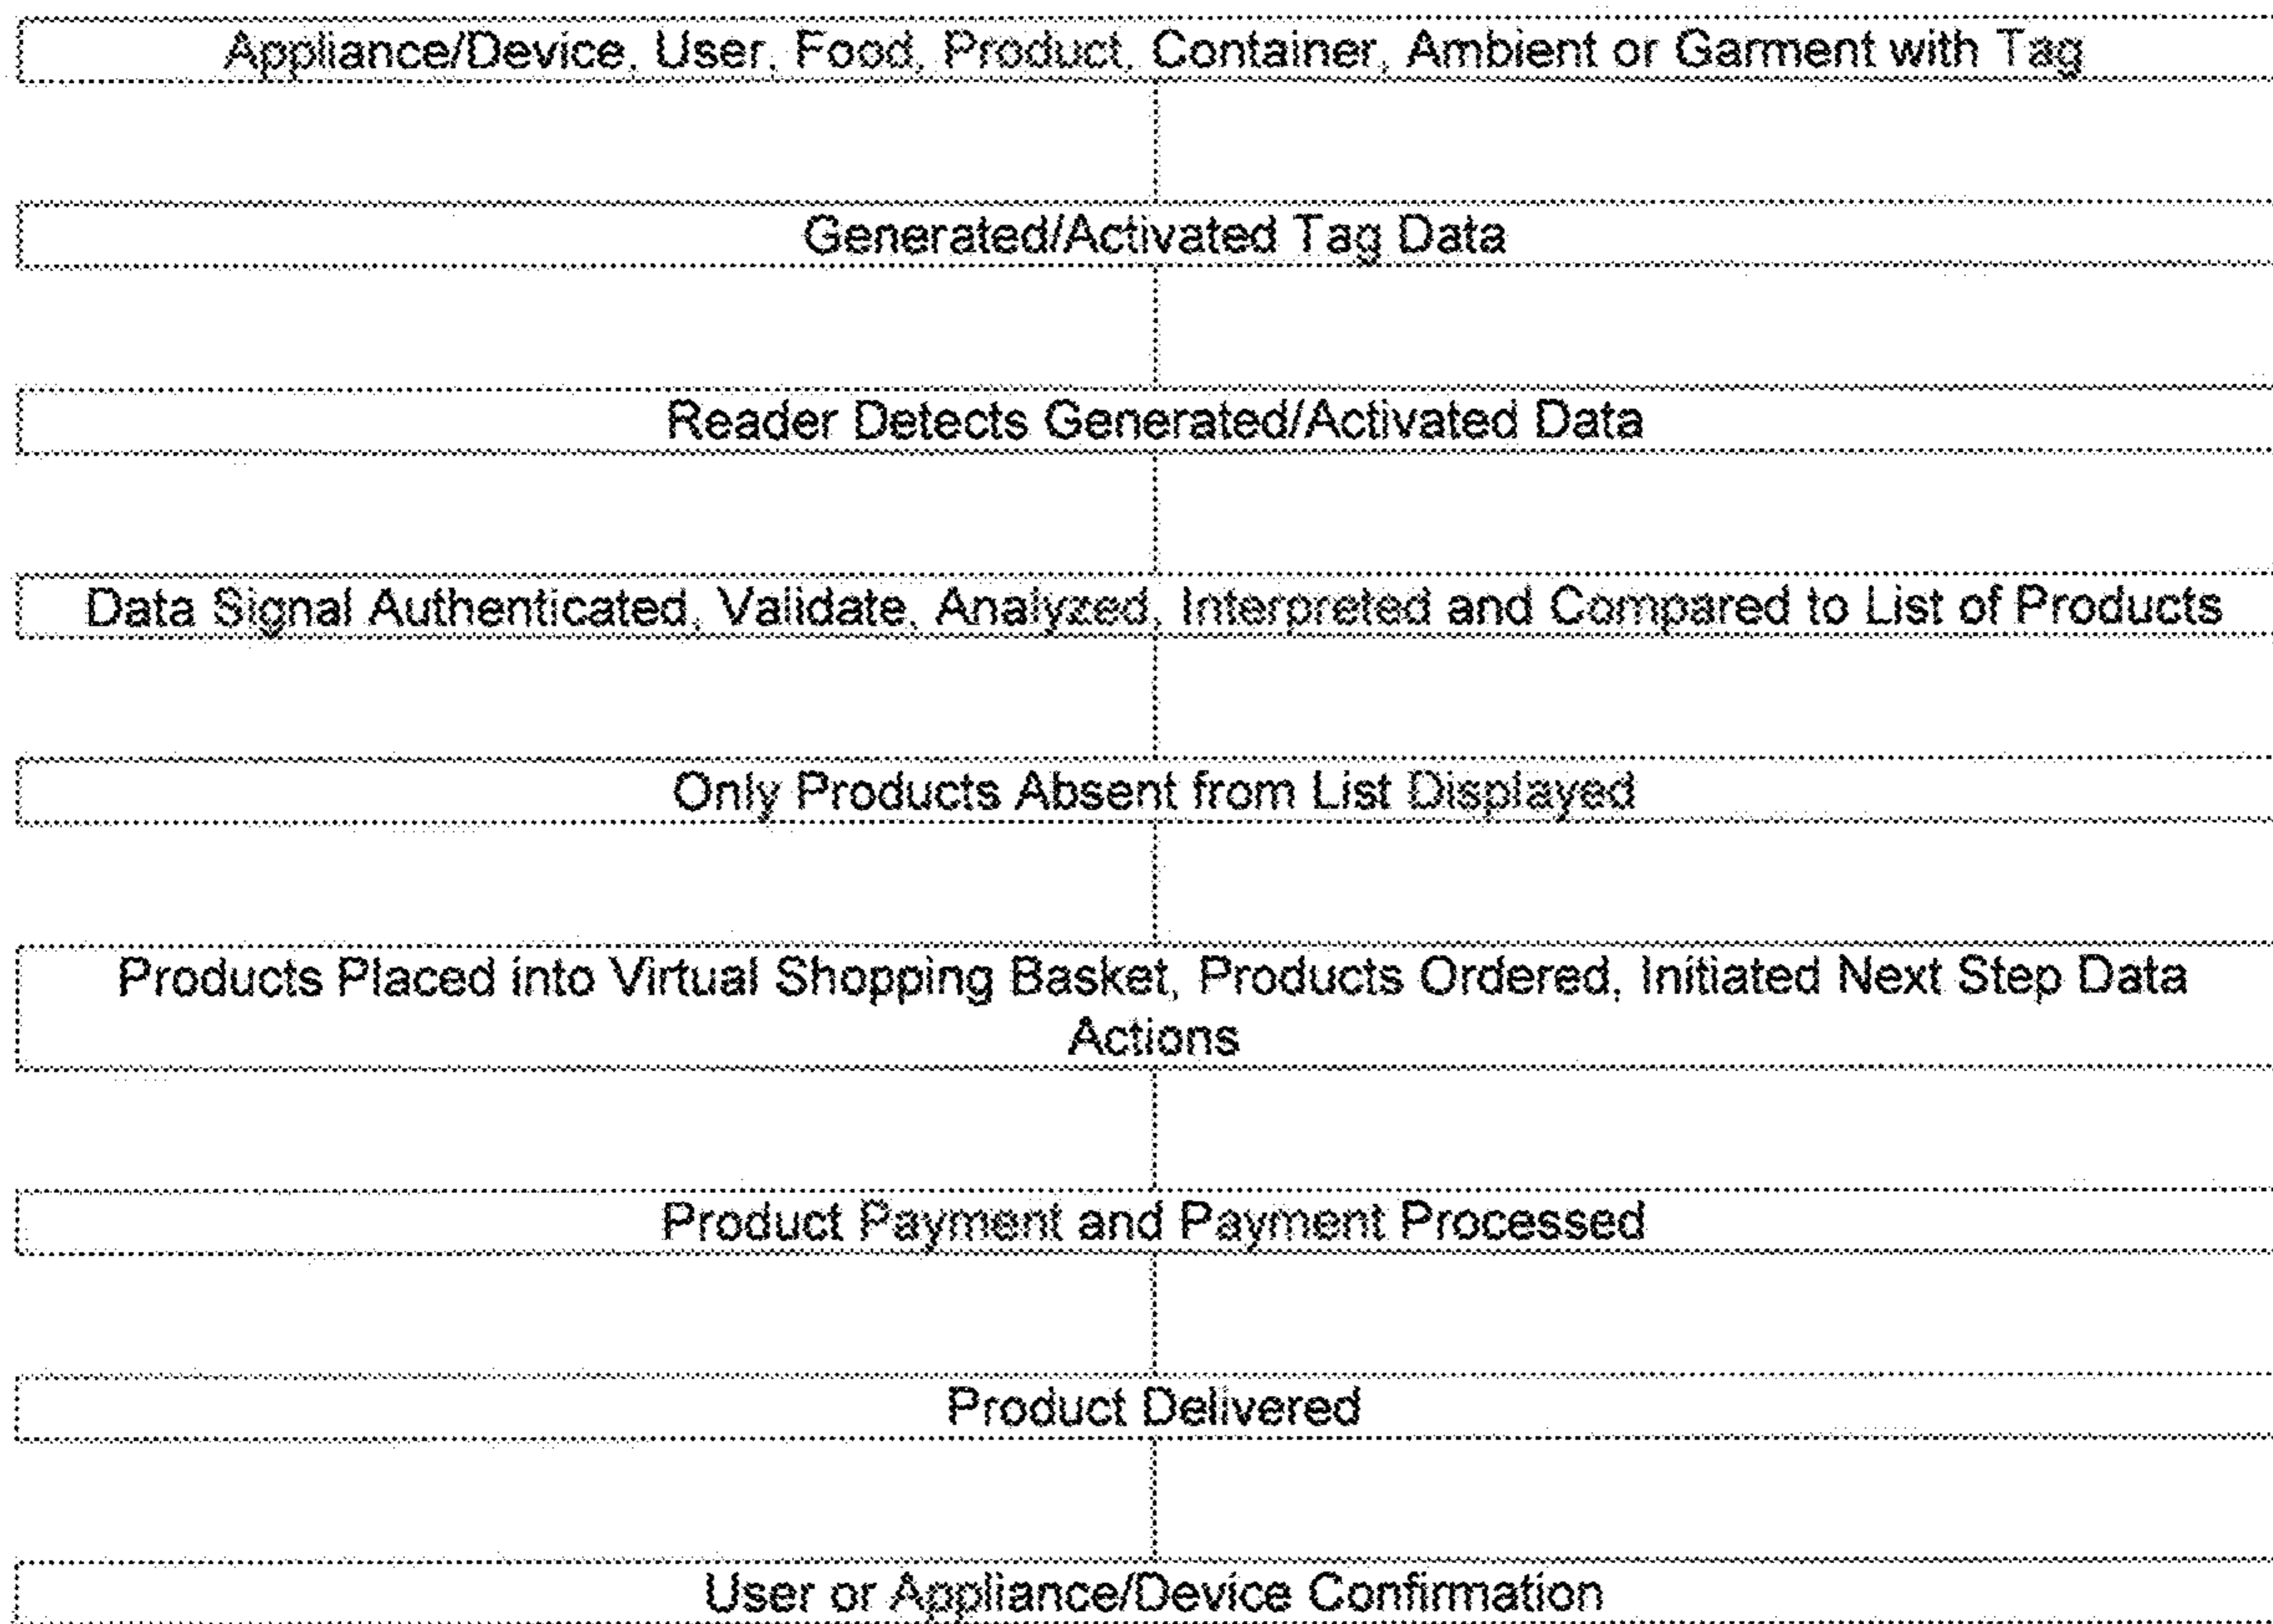 Appliance/Device, User, Food, Product, Container, Ambient or Garment with Tag
Generated/Activated Tag Data
Reader Detects Generated/Activated Data
Data Signal Authenticated, Validate, Analyzed, Interpreted and Compared to List of Products
Only Products Absent from List Displayed
Products Placed into Virtual Shopping Basket, Products Ordered, Initiated Next Step Data
Actions
Product Payment and Payment Processed
Product Delivered
User or Appliance/Device Confirmation